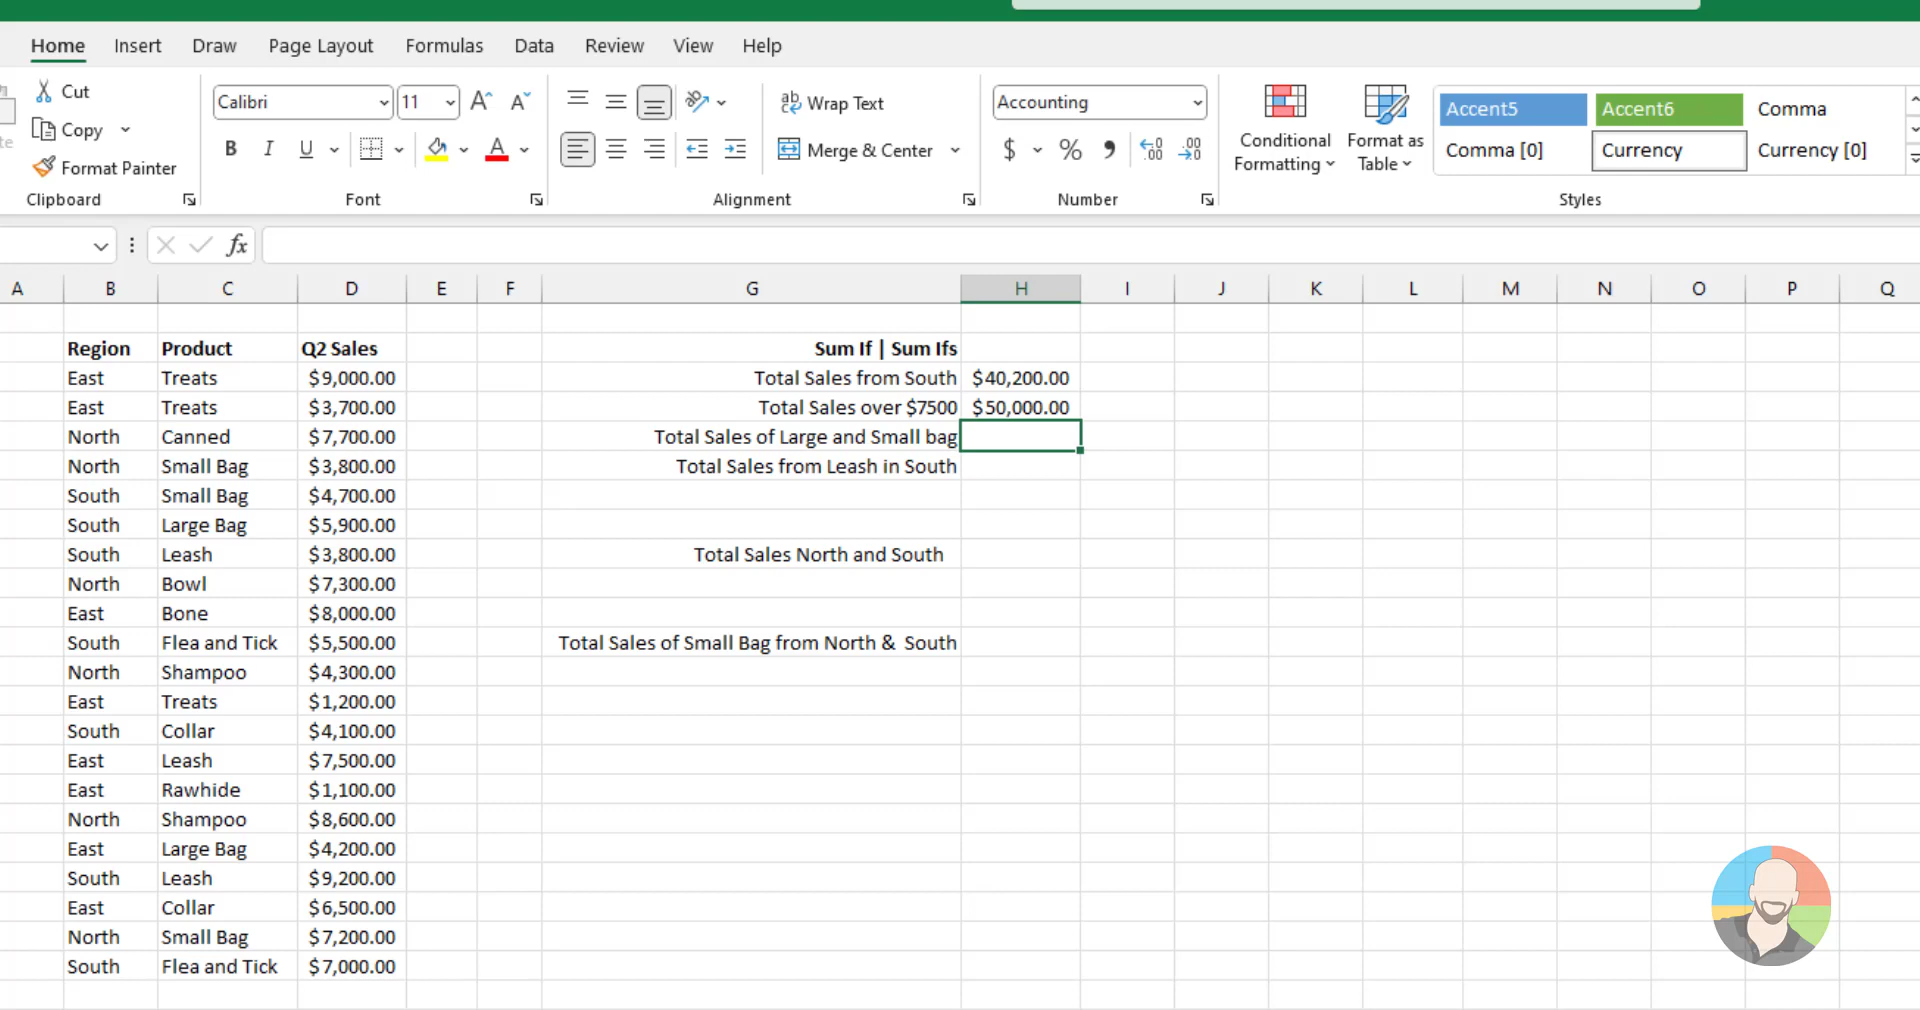 Home Insert Draw Page Layout Formulas Data Review View Help
Cut
Copy
Format Painter
Clipboard
Calibri 11 A A
B I U A
Font
ab Wrap Text
Merge & Center
Alignment
Accounting
$ % 9 .00 .00
Number
Conditional Formatting
Format as Table
Accent5 Accent6 Comma
Comma [0] Currency Currency [0]
Styles
fx
A B C D E F G H I J K L M N O P Q
Region Product Q2 Sales Sum If | Sum Ifs
East Treats $9,000.00 Total Sales from South $40,200.00
East Treats $3,700.00 Total Sales over $7500 $50,000.00
North Canned $7,700.00 Total Sales of Large and Small bag
North Small Bag $3,800.00 Total Sales from Leash in South
South Small Bag $4,700.00
South Large Bag $5,900.00
South Leash $3,800.00 Total Sales North and South
North Bowl $7,300.00
East Bone $8,000.00
South Flea and Tick $5,500.00 Total Sales of Small Bag from North & South
North Shampoo $4,300.00
East Treats $1,200.00
South Collar $4,100.00
East Leash $7,500.00
East Rawhide $1,100.00
North Shampoo $8,600.00
East Large Bag $4,200.00
South Leash $9,200.00
East Collar $6,500.00
North Small Bag $7,200.00
South Flea and Tick $7,000.00